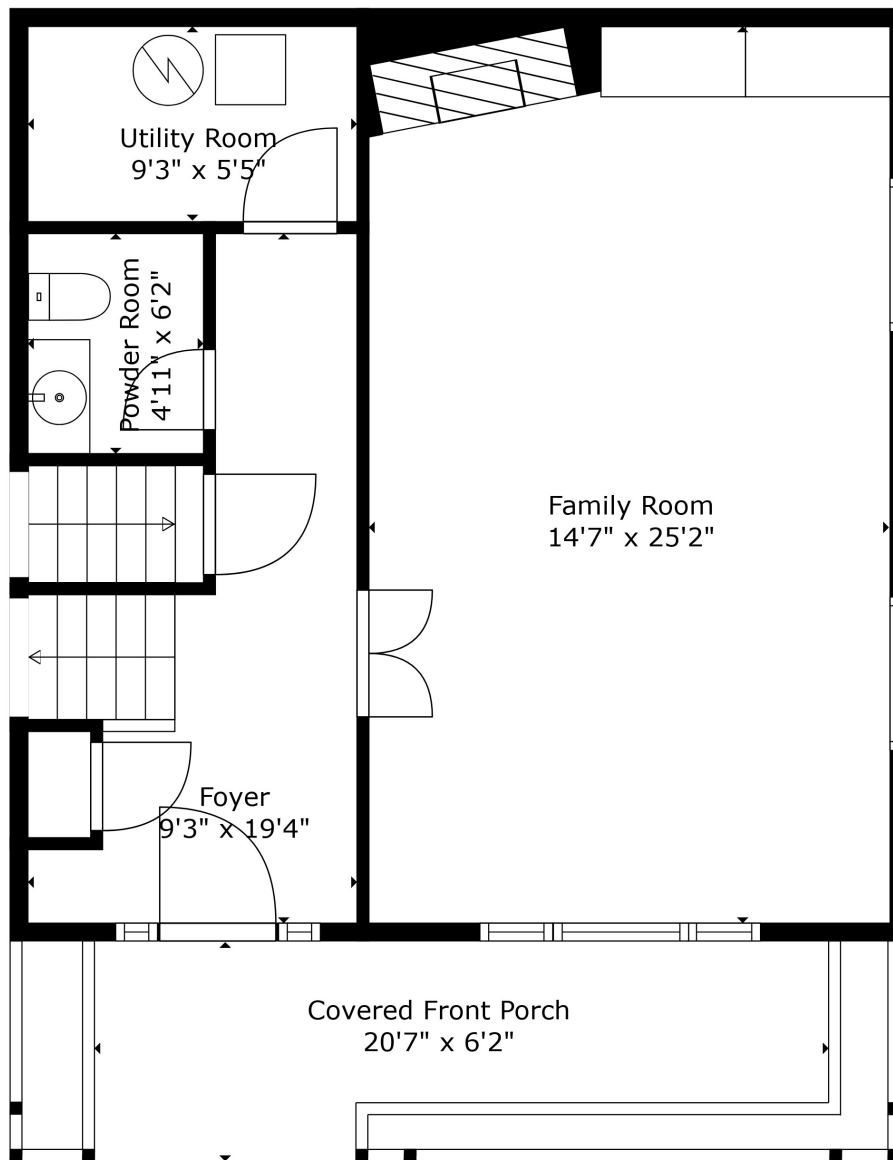 Utility Room
9'3" x 5'5"
Powder Room
4'11" x 6'2"
Family Room
14'7" x 25'2"
Foyer
9'3" x 19'4"
Covered Front Porch
20'7" x 6'2"